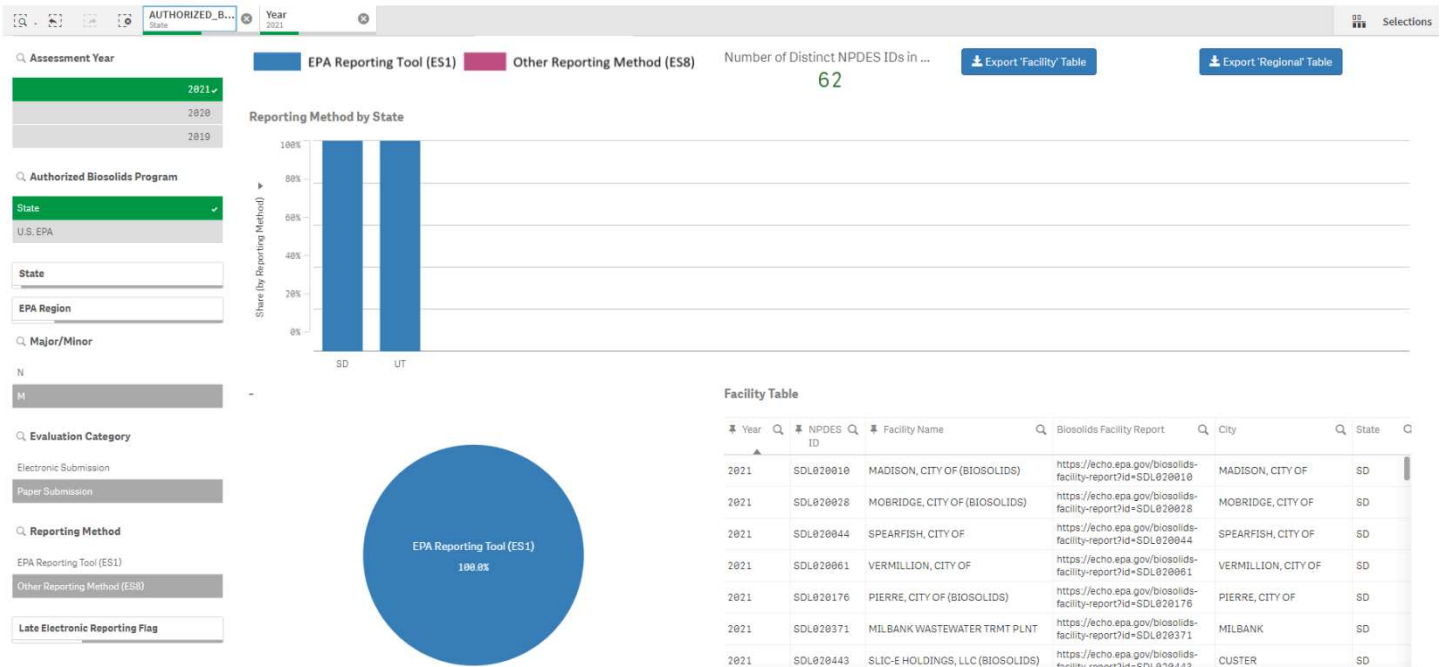 AUTHORIZED_B...
State
Year
2021
Selections
Assessment Year
2021
2020
2019
Authorized Biosolids Program
State
U.S. EPA
State
EPA Region
Major/Minor
N
M
Evaluation Category
Electronic Submission
Paper Submission
Reporting Method
EPA Reporting Tool (ES1)
Other Reporting Method (ES8)
Late Electronic Reporting Flag
EPA Reporting Tool (ES1)
Other Reporting Method (ES8)
Number of Distinct NPDES IDs in ...
62
Export 'Facility' Table
Export 'Regional' Table
Reporting Method by State
Share (by Reporting Method)
100%
80%
60%
40%
20%
0%
SD
UT
-
EPA Reporting Tool (ES1)
100.0%
Facility Table
Year NPDES ID Facility Name Biosolids Facility Report City State
2021 SDL020010 MADISON, CITY OF (BIOSOLIDS) https://echo.epa.gov/biosolids-facility-report?id=SDL020010 MADISON, CITY OF SD
2021 SDL020028 MOBRIDGE, CITY OF (BIOSOLIDS) https://echo.epa.gov/biosolids-facility-report?id=SDL020028 MOBRIDGE, CITY OF SD
2021 SDL020044 SPEARFISH, CITY OF https://echo.epa.gov/biosolids-facility-report?id=SDL020044 SPEARFISH, CITY OF SD
2021 SDL020061 VERMILLION, CITY OF https://echo.epa.gov/biosolids-facility-report?id=SDL020061 VERMILLION, CITY OF SD
2021 SDL020176 PIERRE, CITY OF (BIOSOLIDS) https://echo.epa.gov/biosolids-facility-report?id=SDL020176 PIERRE, CITY OF SD
2021 SDL020371 MILBANK WASTEWATER TRMT PLNT https://echo.epa.gov/biosolids-facility-report?id=SDL020371 MILBANK SD
2021 SDL020443 SLIC-E HOLDINGS, LLC (BIOSOLIDS) https://echo.epa.gov/biosolids-facility-report?id=SDL020443 CUSTER SD